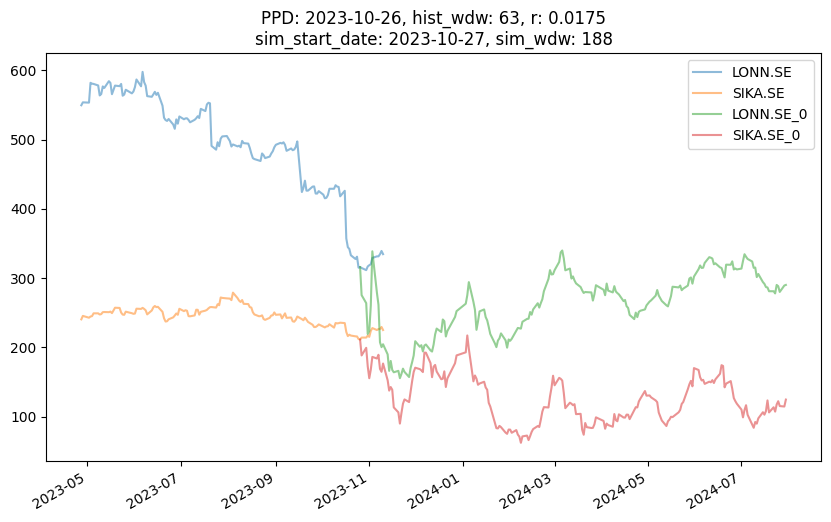 PPD: 2023-10-26, hist_wdw: 63, r: 0.0175
sim_start_date: 2023-10-27, sim_wdw: 188
LONN.SE
SIKA.SE
LONN.SE_0
SIKA.SE_0
600
500
400
300
200
100
2023-05
2023-07
2023-09
2023-11
2024-01
2024-03
2024-05
2024-07